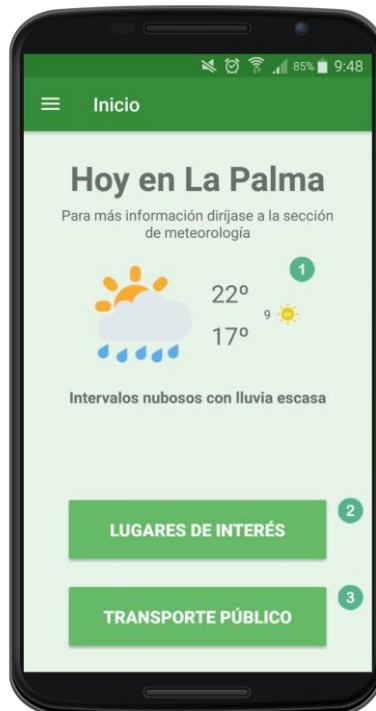 85% 9:48
Inicio
Hoy en La Palma
Para más información diríjase a la sección
de meteorología
1
22º
9
17º
Intervalos nubosos con lluvia escasa
2
LUGARES DE INTERÉS
3
TRANSPORTE PÚBLICO